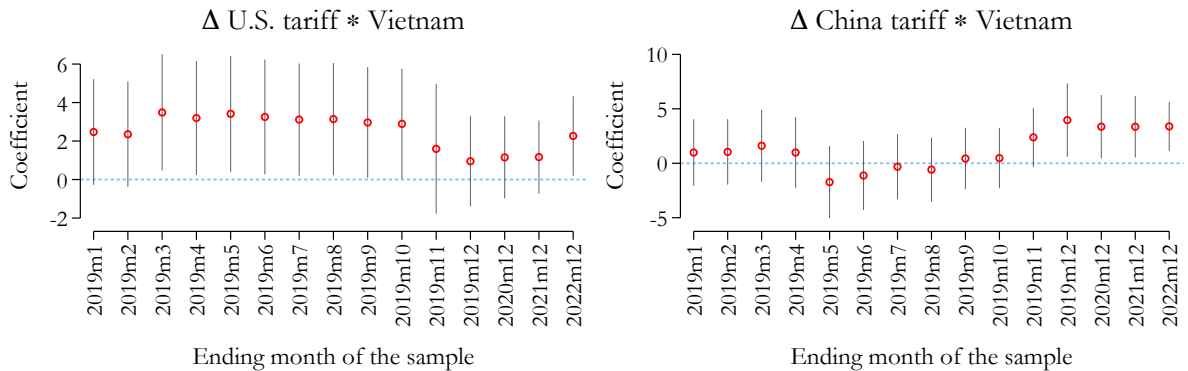 Δ U.S. tariff * Vietnam
Coefficient
6
4
2
0
-2
2019m1
2019m2
2019m3
2019m4
2019m5
2019m6
2019m7
2019m8
2019m9
2019m10
2019m11
2019m12
2020m12
2021m12
2022m12
Ending month of the sample
Δ China tariff * Vietnam
Coefficient
10
5
0
-5
2019m1
2019m2
2019m3
2019m4
2019m5
2019m6
2019m7
2019m8
2019m9
2019m10
2019m11
2019m12
2020m12
2021m12
2022m12
Ending month of the sample